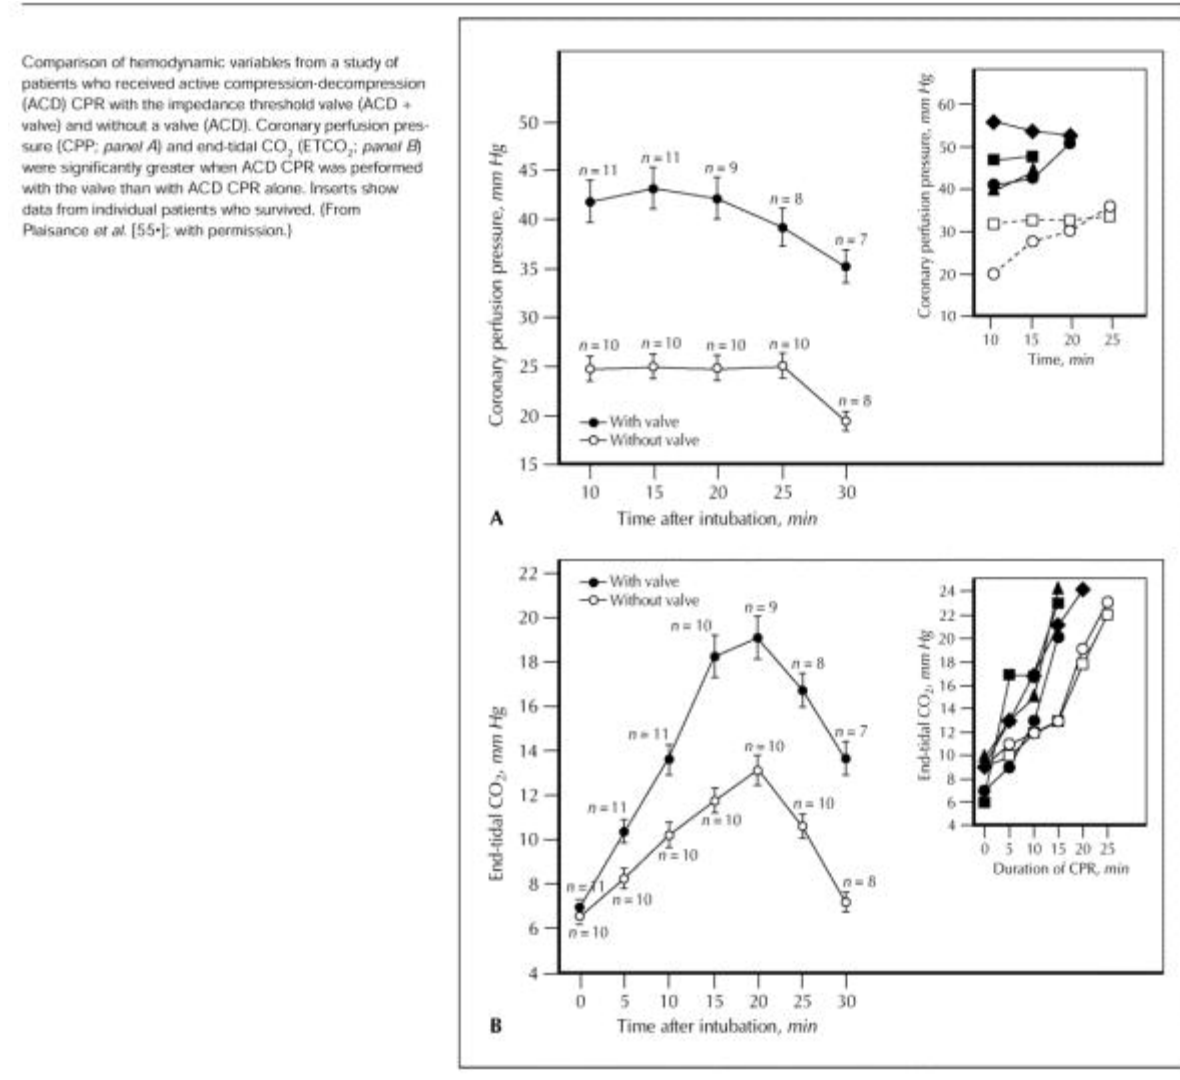 Comparison of hemodynamic variables from a study of
patients who received active compression-decompression
(ACD) CPR with the impedance threshold valve (ACD +
valve) and without a valve (ACD). Coronary perfusion pres-
sure (CPP; panel A) and end-tidal CO₂ (ETCO₂; panel B)
were significantly greater when ACD CPR was performed
with the valve than with ACD CPR alone. Inserts show
data from individual patients who survived. (From
Plaisance et al. [55•]; with permission.)
Coronary perfusion pressure, mm Hg
50
45
40
35
30
25
20
15
n=11
n=11
n=9
n=8
n=7
n=10
n=10
n=10
n=10
n=8
With valve
Without valve
10 15 20 25 30
A
Time after intubation, min
Coronary perfusion pressure, mm Hg
60
50
40
30
20
10
10 15 20 25
Time, min
End-tidal CO₂, mm Hg
22
20
18
16
14
12
10
8
6
4
With valve
Without valve
n=11
n=11
n=11
n=10
n=9
n=8
n=7
n=10
n=10
n=10
n=10
n=10
n=10
n=8
0 5 10 15 20 25 30
B
Time after intubation, min
End-tidal CO₂, mm Hg
24
22
20
18
16
14
12
10
8
6
4
0 5 10 15 20 25
Duration of CPR, min